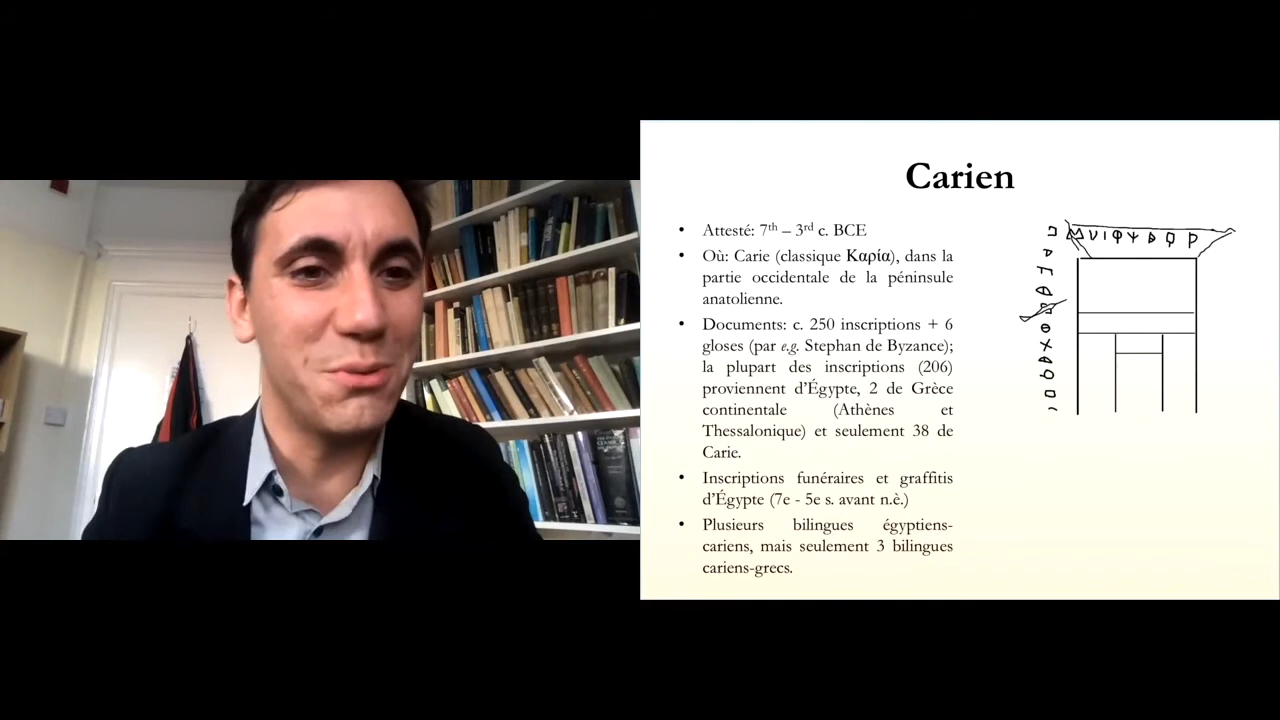 Carien
• Attesté: 7th – 3rd c. BCE
• Où: Carie (classique Καρία), dans la
partie occidentale de la péninsule
anatolienne.
• Documents: c. 250 inscriptions + 6
gloses (par e.g. Stephan de Byzance);
la plupart des inscriptions (206)
proviennent d’Égypte, 2 de Grèce
continentale (Athènes et
Thessalonique) et seulement 38 de
Carie.
• Inscriptions funéraires et graffitis
d’Égypte (7e - 5e s. avant n.è.)
• Plusieurs bilingues égyptiens-
cariens, mais seulement 3 bilingues
cariens-grecs.